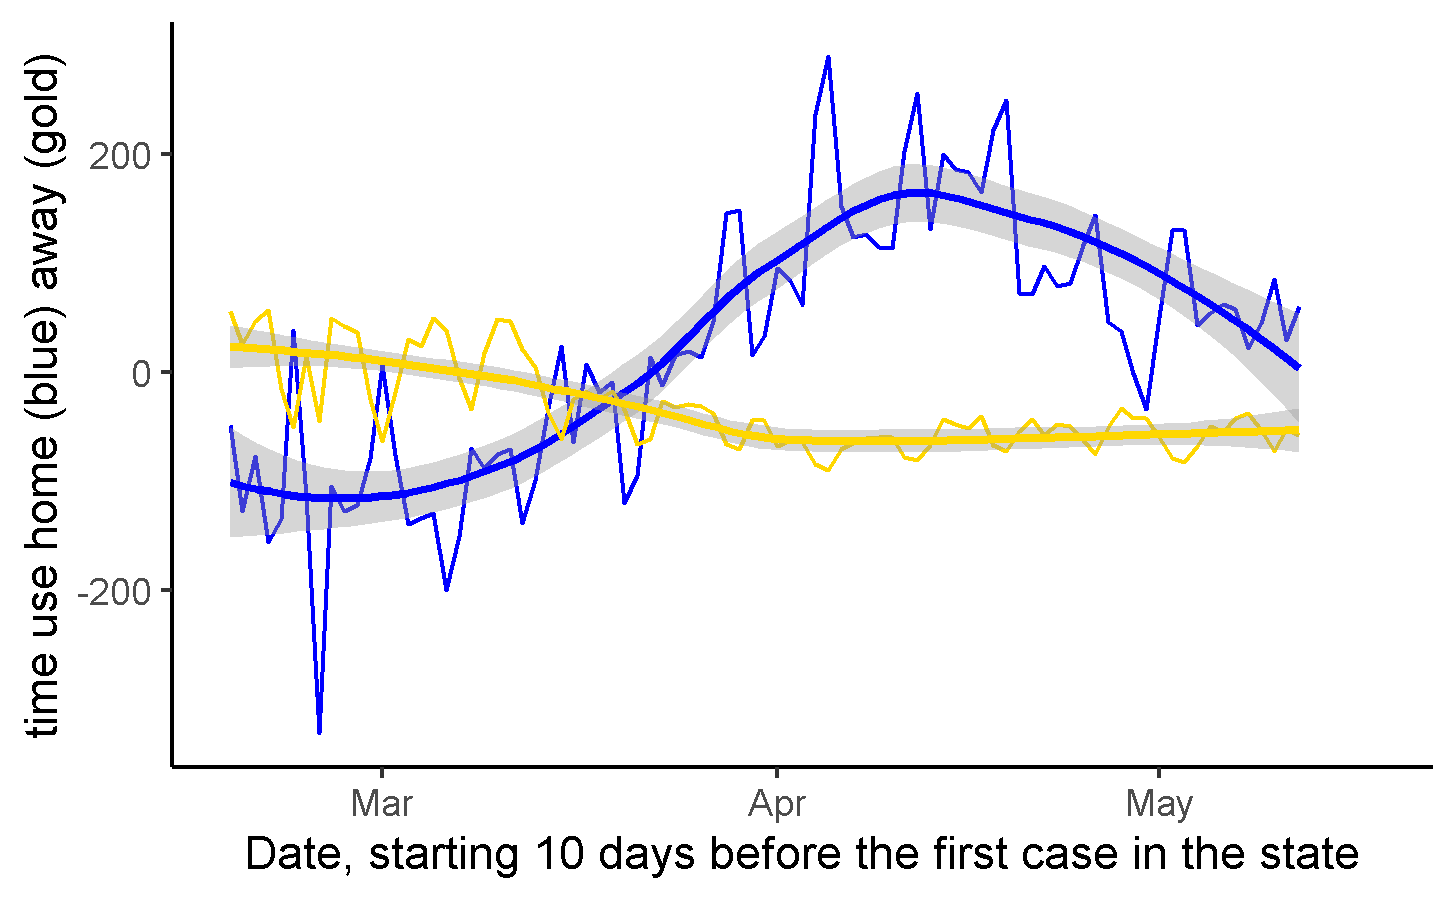 time use home (blue) away (gold)
200
0
-200
Mar Apr May
Date, starting 10 days before the first case in the state